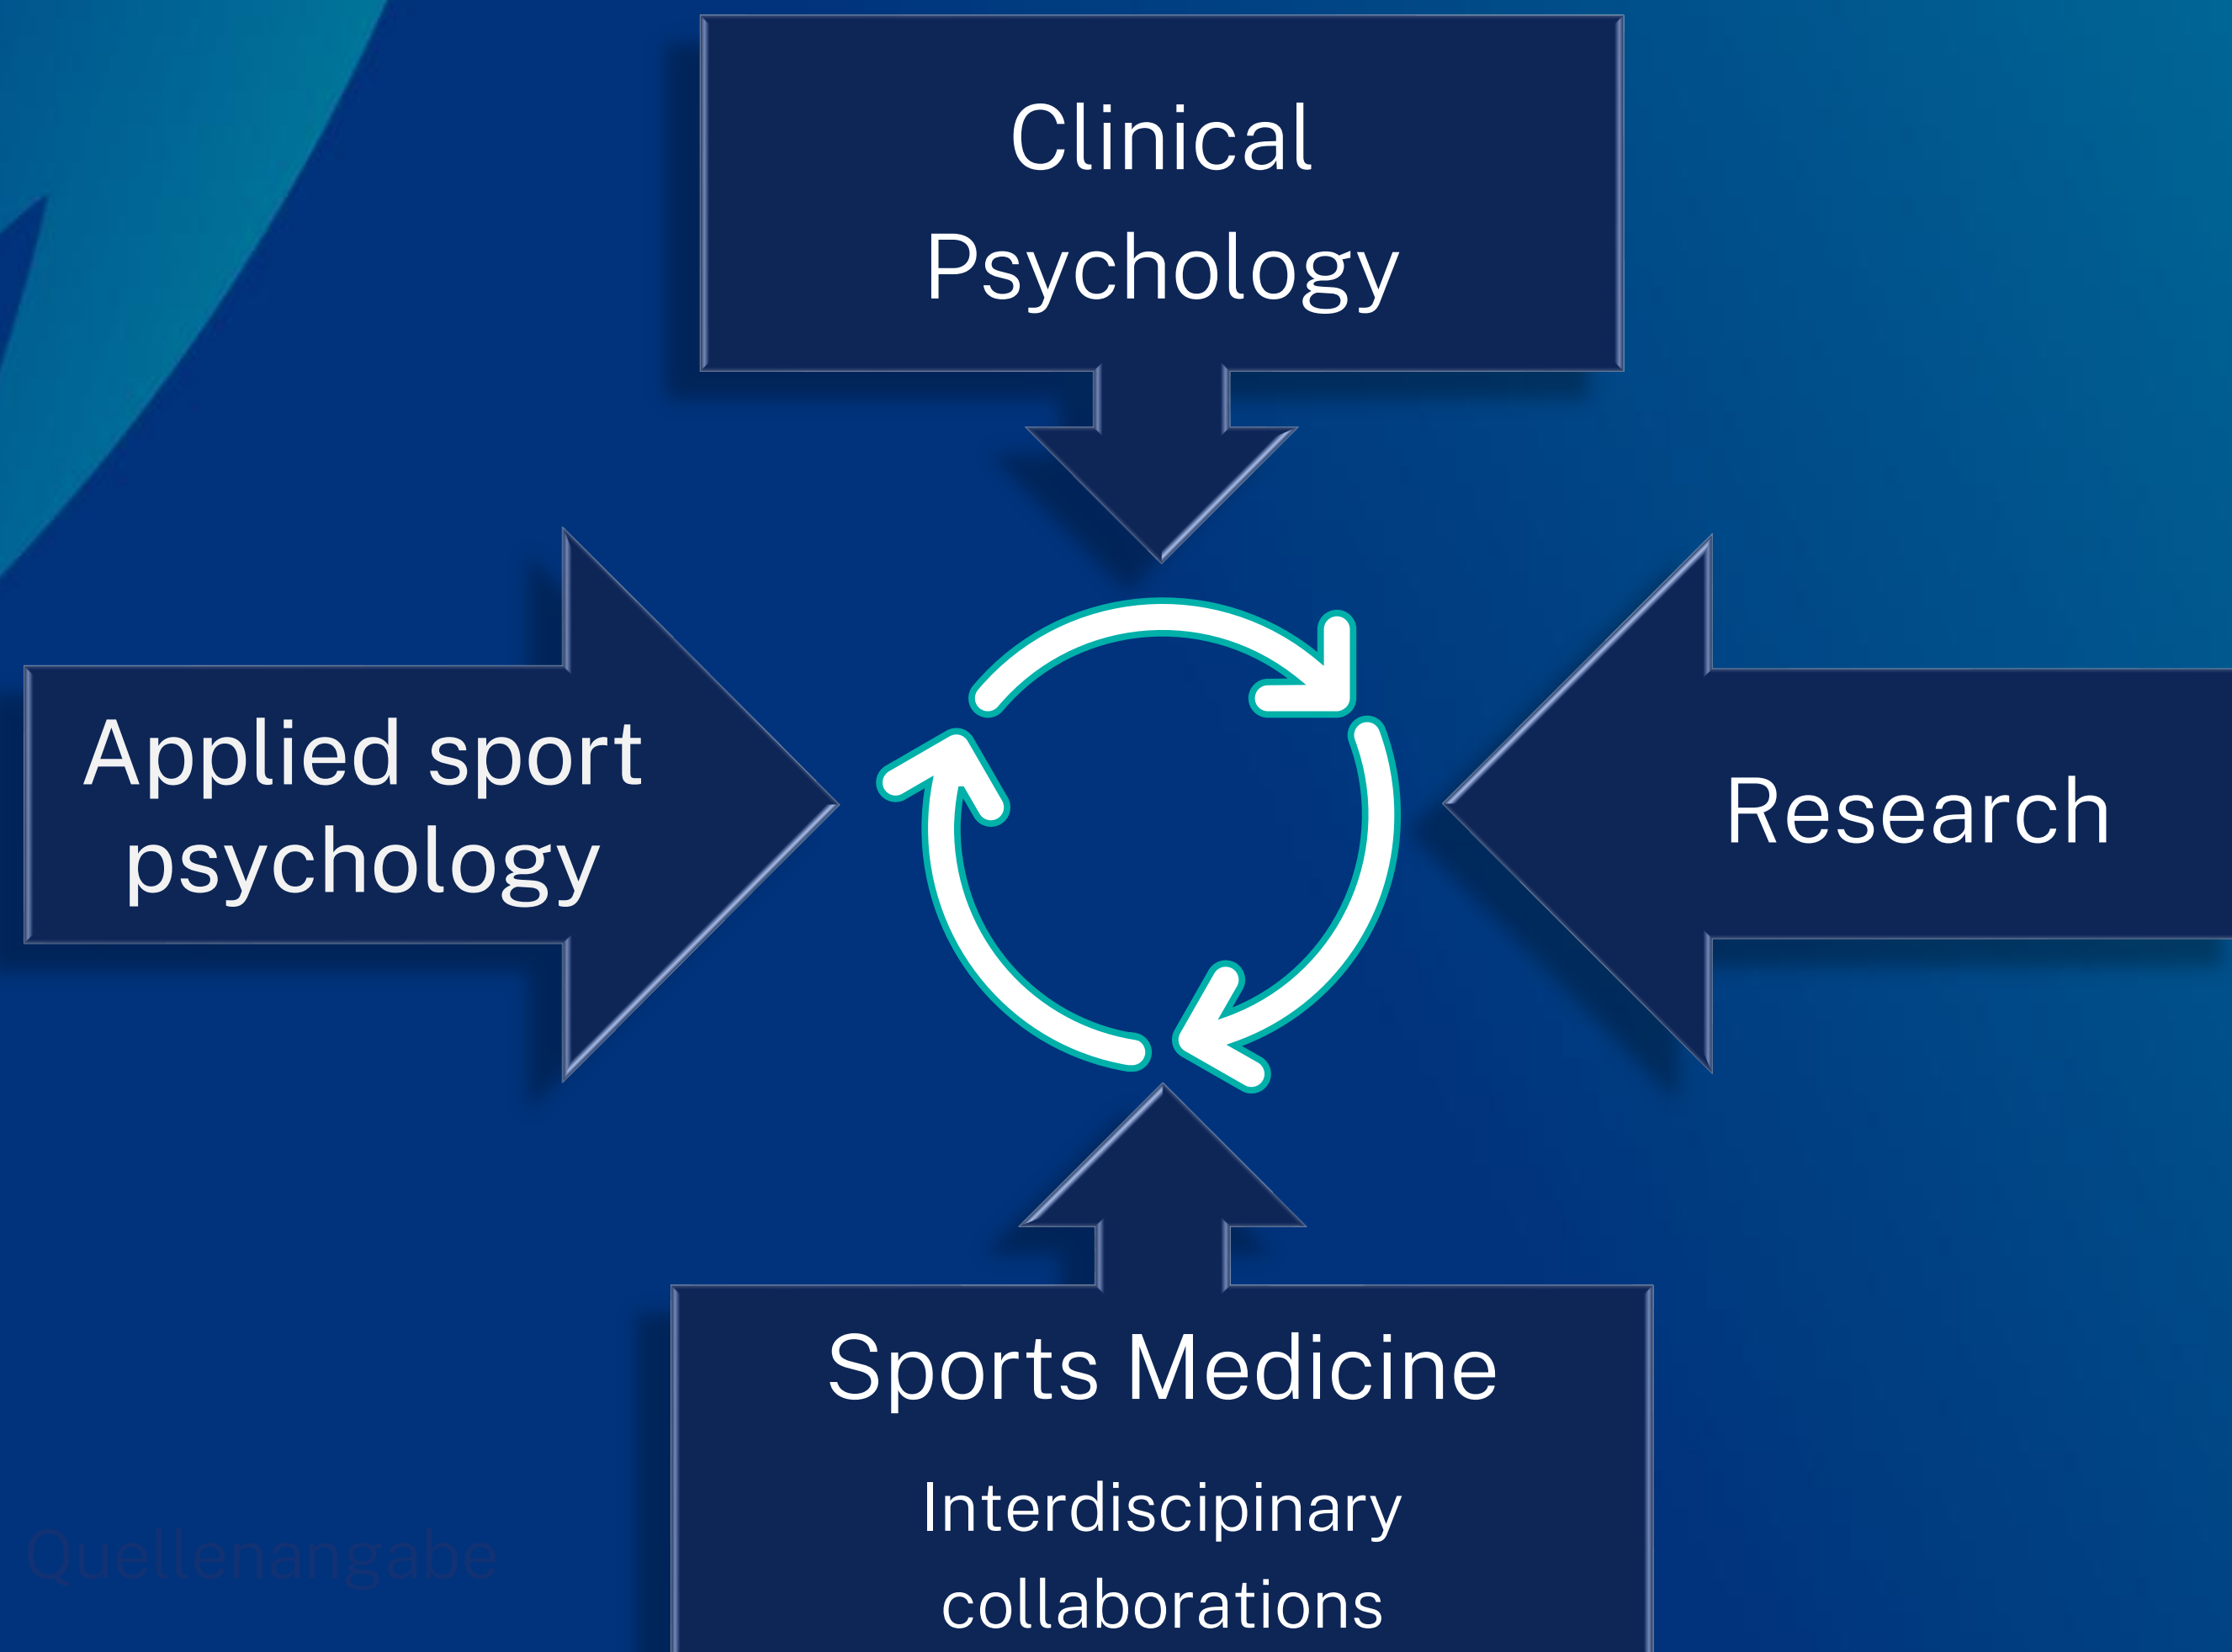 Clinical
Psychology
Applied sport
psychology
Research
Sports Medicine
Interdiscipinary
collaborations
Quellenangabe